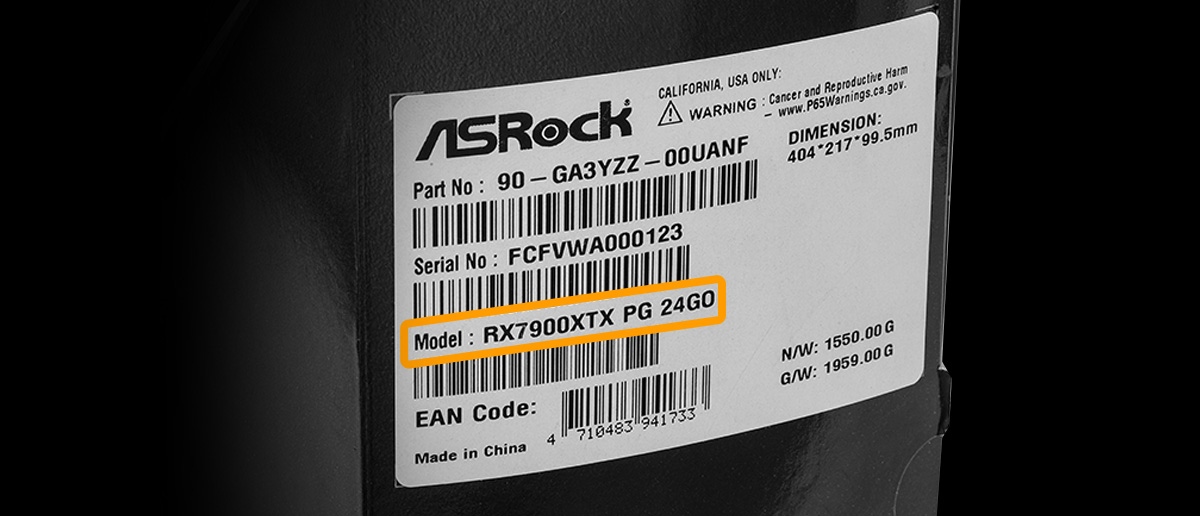 ASRock
CALIFORNIA, USA ONLY:
WARNING : Cancer and Reproductive Harm
– www.P65Warnings.ca.gov.
Part No : 90 – GA3YZZ – 00UANF
DIMENSION:
404*217*99.5mm
Serial No : FCFVWA000123
Model : RX7900XTX PG 24GO
N/W: 1550.00 G
G/W: 1959.00 G
EAN Code:
4 710483 941733
Made in China